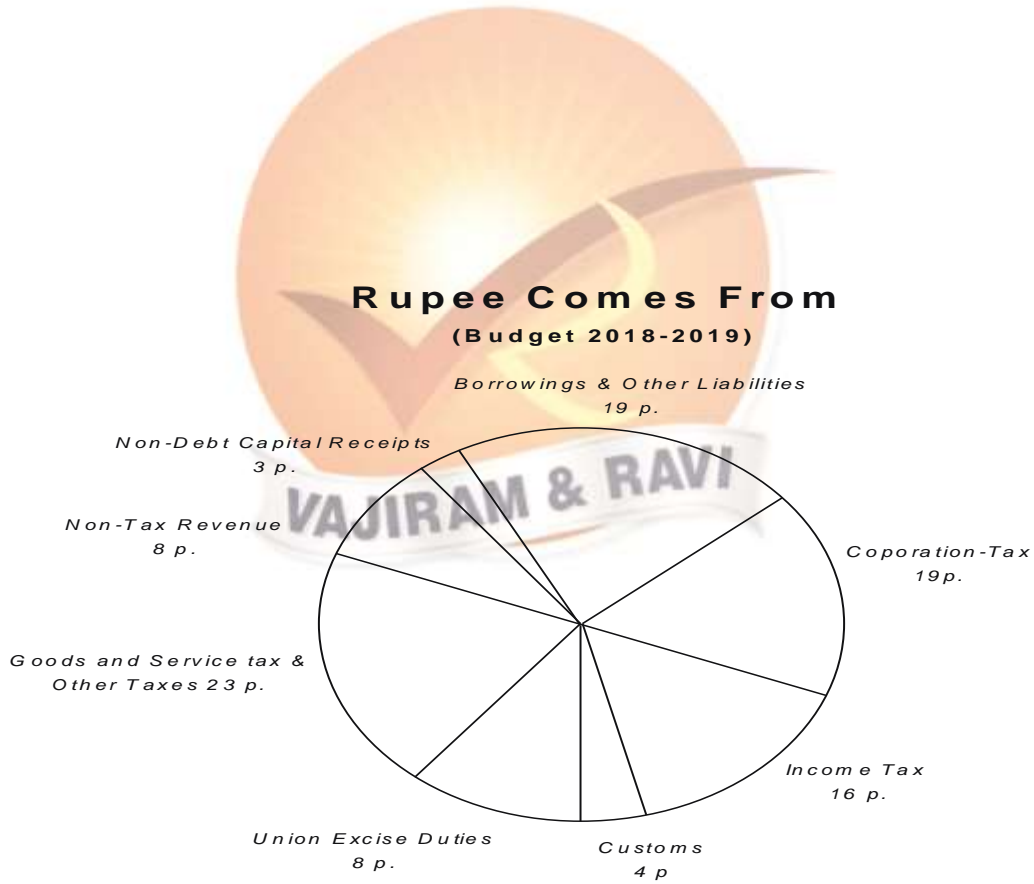 Rupee Comes From
(Budget 2018-2019)
Borrowings & Other Liabilities
19 p.
Non-Debt Capital Receipts
3 p.
Non-Tax Revenue
8 p.
Coporation-Tax
19p.
Goods and Service tax &
Other Taxes 23 p.
Income Tax
16 p.
Union Excise Duties
8 p.
Customs
4 p
VAJIRAM & RAVI